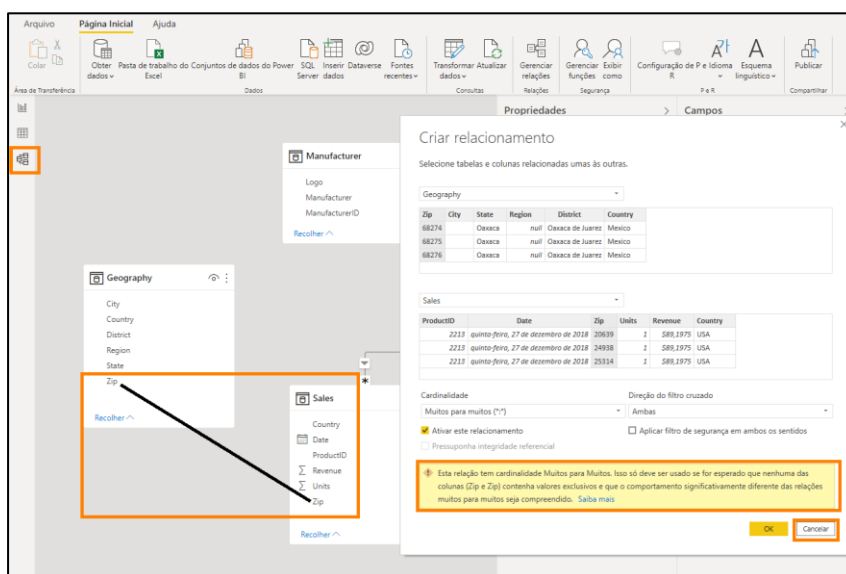 Arquivo Página Inicial Ajuda
Colar
Obter dados
Pasta de trabalho do Excel
Conjuntos de dados do Power BI
SQL Server
Inserir dados
Dataverse
Fontes recentes
Transformar dados
Atualizar
Gerenciar relações
Gerenciar funções
Exibir como
Configuração de P e R
Idioma
Esquema linguístico
Publicar
Área de Transferência Dados Consultas Relações Segurança P e R Compartilhar
Propriedades
Campos
Manufacturer
Logo
Manufacturer
ManufacturerID
Recolher
Geography
City
Country
District
Region
State
Zip
Recolher
Sales
Country
Date
ProductID
Revenue
Units
Zip
Recolher
Criar relacionamento
Selecione tabelas e colunas relacionadas umas às outras.
Geography
Zip City State Region District Country
68274 Oaxaca null Oaxaca de Juarez Mexico
68275 Oaxaca null Oaxaca de Juarez Mexico
68276 Oaxaca null Oaxaca de Juarez Mexico
Sales
ProductID Date Zip Units Revenue Country
2213 quinta-feira, 27 de dezembro de 2018 20639 1 589,1975 USA
2213 quinta-feira, 27 de dezembro de 2018 24938 1 589,1975 USA
2213 quinta-feira, 27 de dezembro de 2018 25314 1 589,1975 USA
Cardinalidade Direção do filtro cruzado
Muitos para muitos (*:*) Ambas
Ativar este relacionamento Aplicar filtro de segurança em ambos os sentidos
Pressuponha integridade referencial
Esta relação tem cardinalidade Muitos para Muitos. Isso só deve ser usado se for esperado que nenhuma das
colunas (Zip e Zip) contenha valores exclusivos e que o comportamento significativamente diferente das relações
muitos para muitos seja compreendido. Saiba mais
OK Cancelar